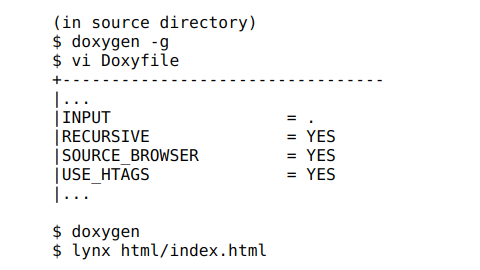 (in source directory)
$ doxygen -g
$ vi Doxyfile
+---------------------------------
|...
|INPUT                  = .
|RECURSIVE              = YES
|SOURCE_BROWSER         = YES
|USE_HTAGS              = YES
|...
$ doxygen
$ lynx html/index.html